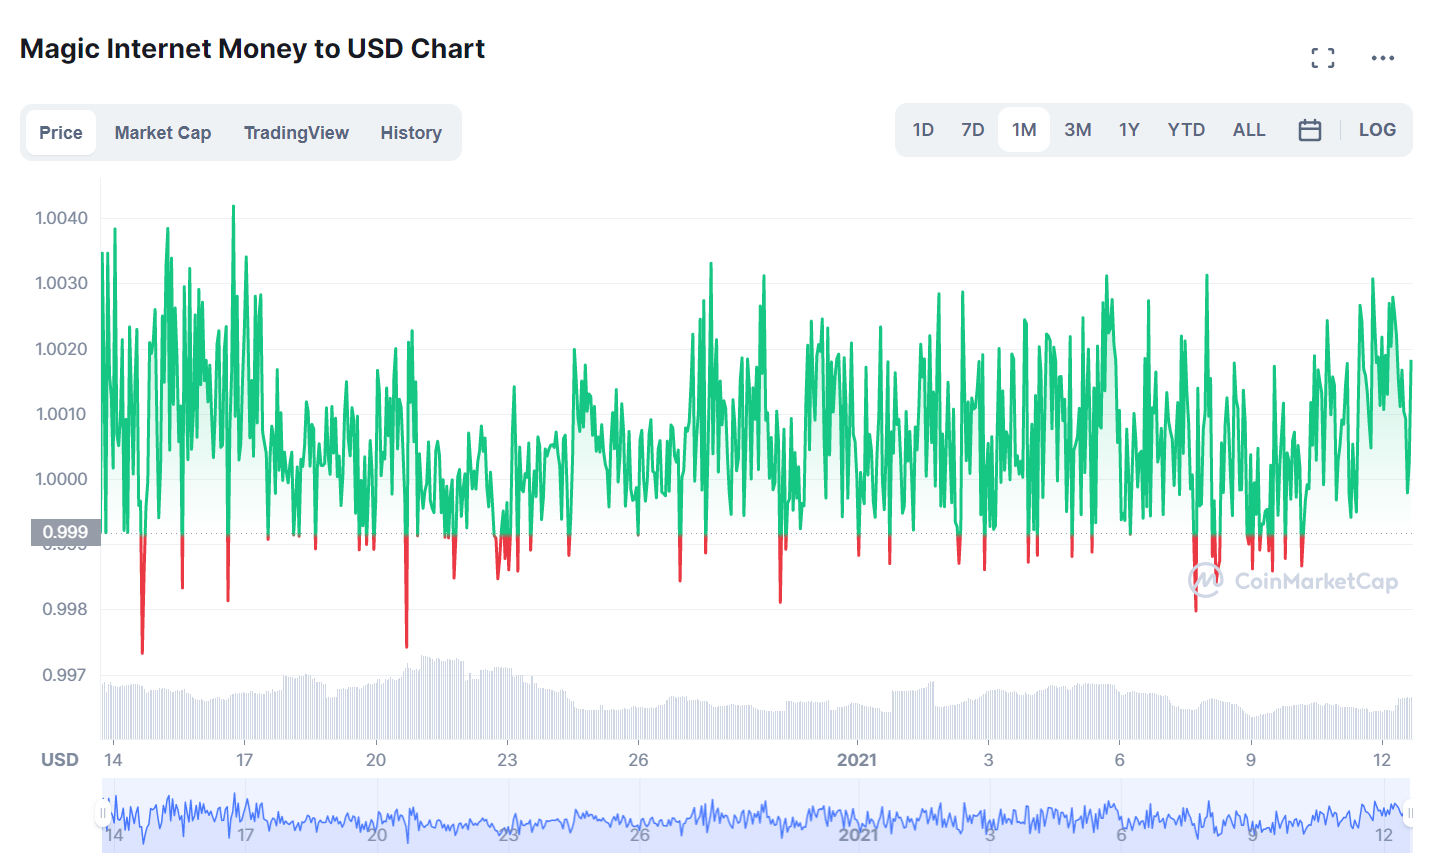 Magic Internet Money to USD Chart
Price Market Cap TradingView History
1D 7D 1M 3M 1Y YTD ALL LOG
1.0040
1.0030
1.0020
1.0010
1.0000
0.999
0.999
0.998
CoinMarketCap
0.997
USD 14 17 20 23 26 2021 3 6 9 12
14 17 20 23 26 2021 3 6 9 12